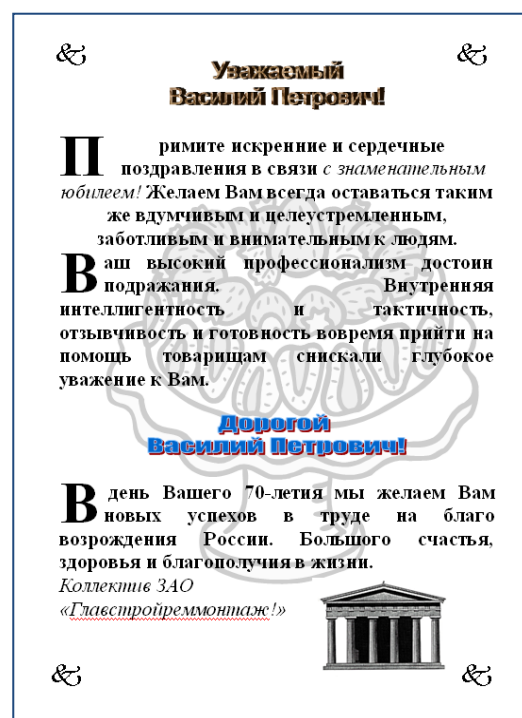 & &
Уважаемый
Василий Петрович!
Примите искренние и сердечные
поздравления в связи с знаменательным
юбилеем! Желаем Вам всегда оставаться таким
же вдумчивым и целеустремленным,
заботливым и внимательным к людям.
Ваш высокий профессионализм достоин
подражания. Внутренняя
интеллигентность и тактичность,
отзывчивость и готовность вовремя прийти на
помощь товарищам снискали глубокое
уважение к Вам.
Дорогой
Василий Петрович!
В день Вашего 70-летия мы желаем Вам
новых успехов в труде на благо
возрождения России. Большого счастья,
здоровья и благополучия в жизни.
Коллектив ЗАО
«Главстройреммонтаж!»
& &